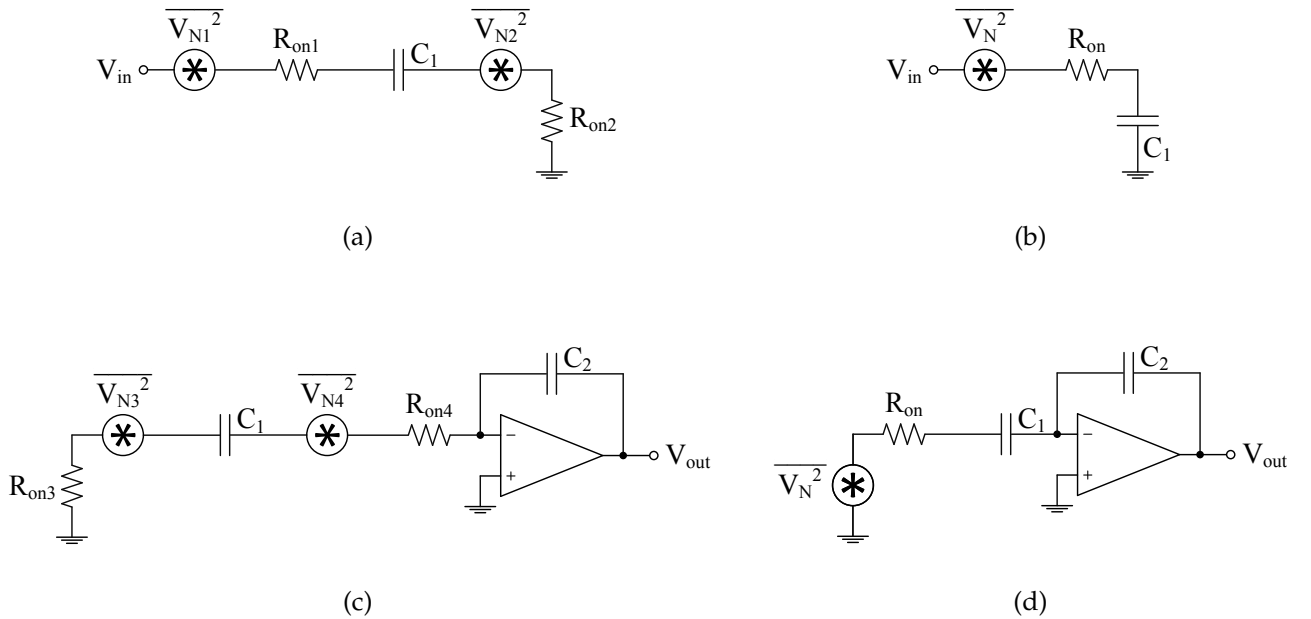 V_N1^2
V_N2^2
V_in
R_on1
C_1
R_on2
(a)
V_N^2
V_in
R_on
C_1
(b)
V_N3^2
C_1
V_N4^2
R_on4
C_2
R_on3
−
+
V_out
(c)
V_N^2
R_on
C_1
C_2
−
+
V_out
(d)